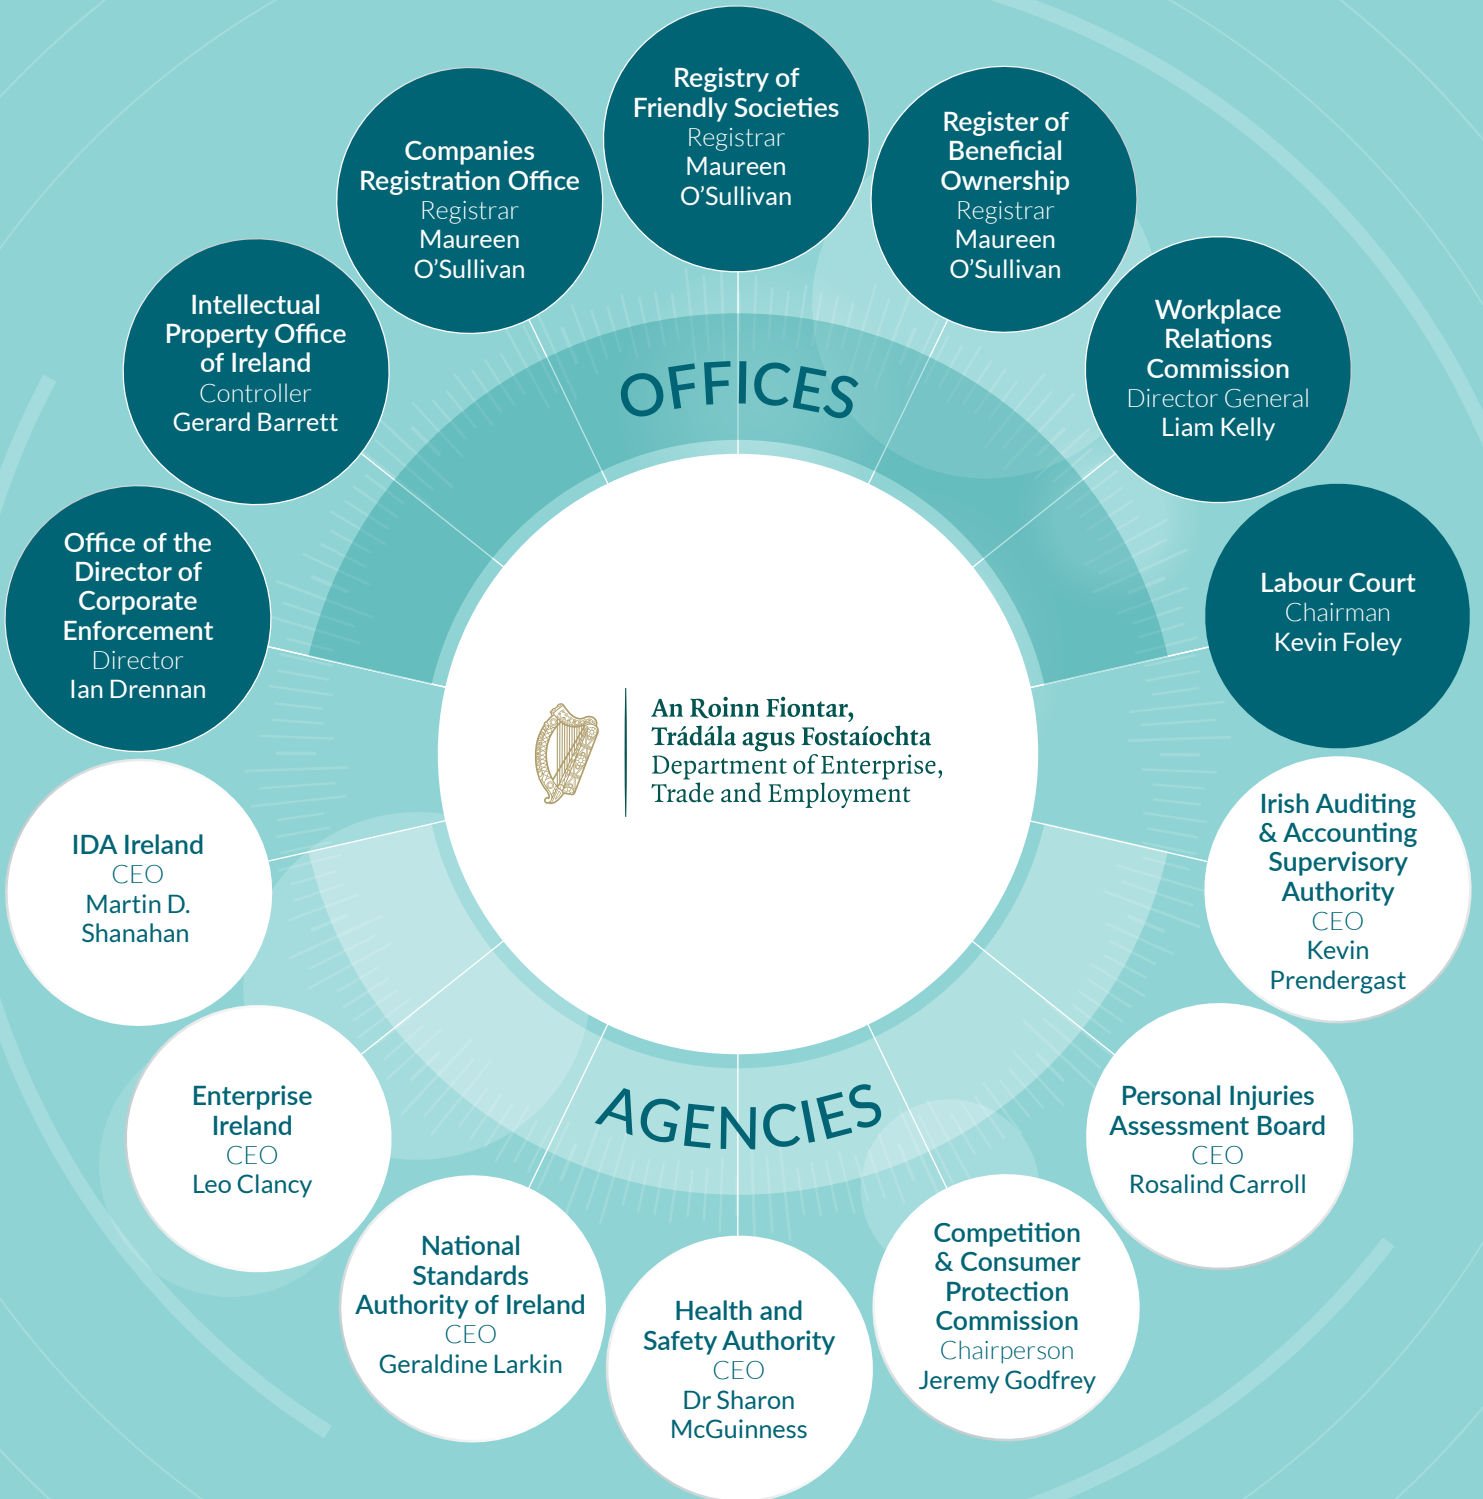 Registry of
Friendly Societies
Registrar
Maureen
O’Sullivan
Companies
Registration Office
Registrar
Maureen
O’Sullivan
Register of
Beneficial
Ownership
Registrar
Maureen
O’Sullivan
Intellectual
Property Office
of Ireland
Controller
Gerard Barrett
Workplace
Relations
Commission
Director General
Liam Kelly
OFFICES
Office of the
Director of
Corporate
Enforcement
Director
Ian Drennan
Labour Court
Chairman
Kevin Foley
An Roinn Fiontar,
Trádála agus Fostaíochta
Department of Enterprise,
Trade and Employment
IDA Ireland
CEO
Martin D.
Shanahan
Irish Auditing
& Accounting
Supervisory
Authority
CEO
Kevin
Prendergast
AGENCIES
Enterprise
Ireland
CEO
Leo Clancy
Personal Injuries
Assessment Board
CEO
Rosalind Carroll
National
Standards
Authority of Ireland
CEO
Geraldine Larkin
Health and
Safety Authority
CEO
Dr Sharon
McGuinness
Competition
& Consumer
Protection
Commission
Chairperson
Jeremy Godfrey